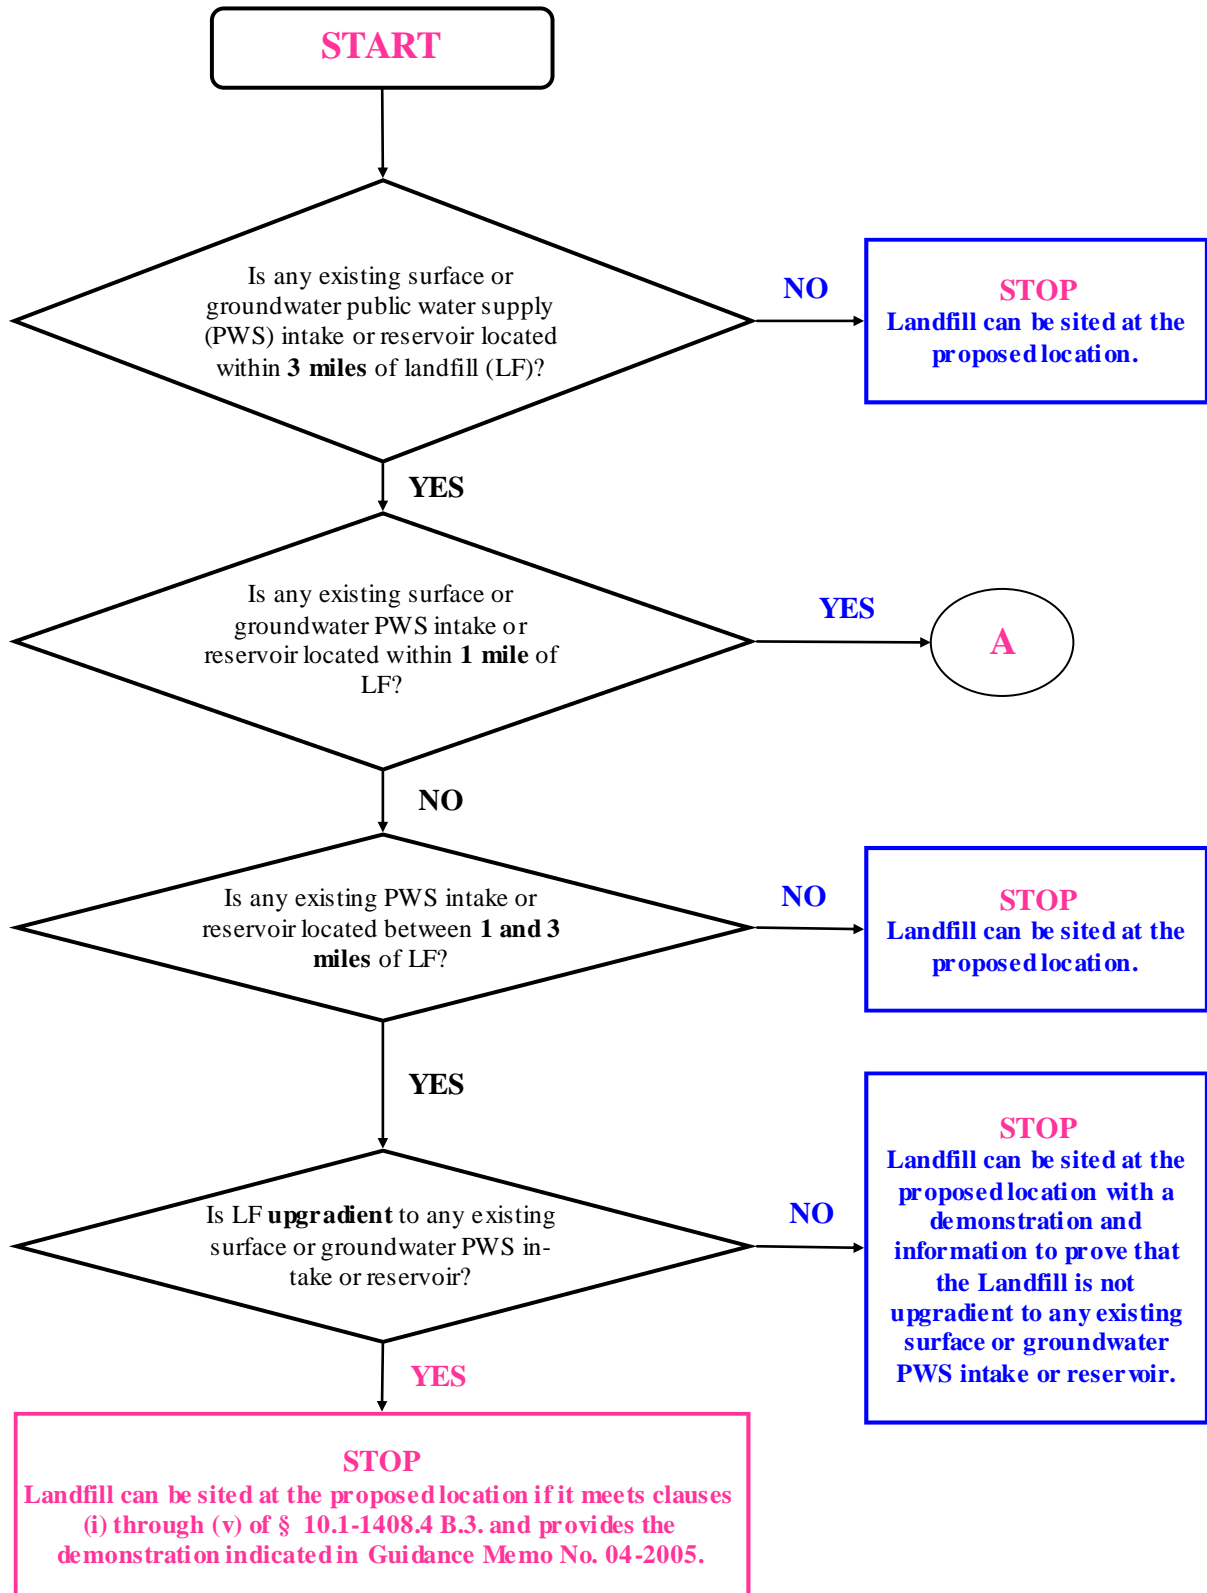 START
Is any existing surface or
groundwater public water supply
(PWS) intake or reservoir located
within 3 miles of landfill (LF)?
NO
STOP
Landfill can be sited at the
proposed location.
YES
Is any existing surface or
groundwater PWS intake or
reservoir located within 1 mile of
LF?
YES
A
NO
Is any existing PWS intake or
reservoir located between 1 and 3
miles of LF?
NO
STOP
Landfill can be sited at the
proposed location.
YES
Is LF upgradient to any existing
surface or groundwater PWS in-
take or reservoir?
NO
STOP
Landfill can be sited at the
proposed location with a
demonstration and
information to prove that
the Landfill is not
upgradient to any existing
surface or groundwater
PWS intake or reservoir.
YES
STOP
Landfill can be sited at the proposed location if it meets clauses
(i) through (v) of § 10.1-1408.4 B.3. and provides the
demonstration indicated in Guidance Memo No. 04-2005.